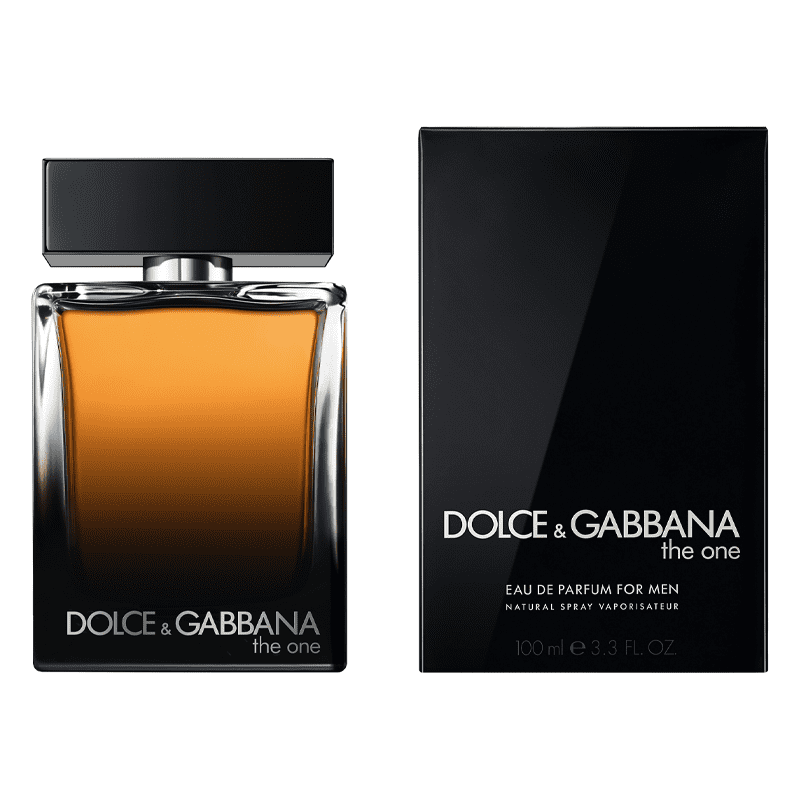 DOLCE & GABBANA
the one
DOLCE & GABBANA
the one
EAU DE PARFUM FOR MEN
NATURAL SPRAY VAPORISATEUR
100 ml ℮ 3.3 FL. OZ.